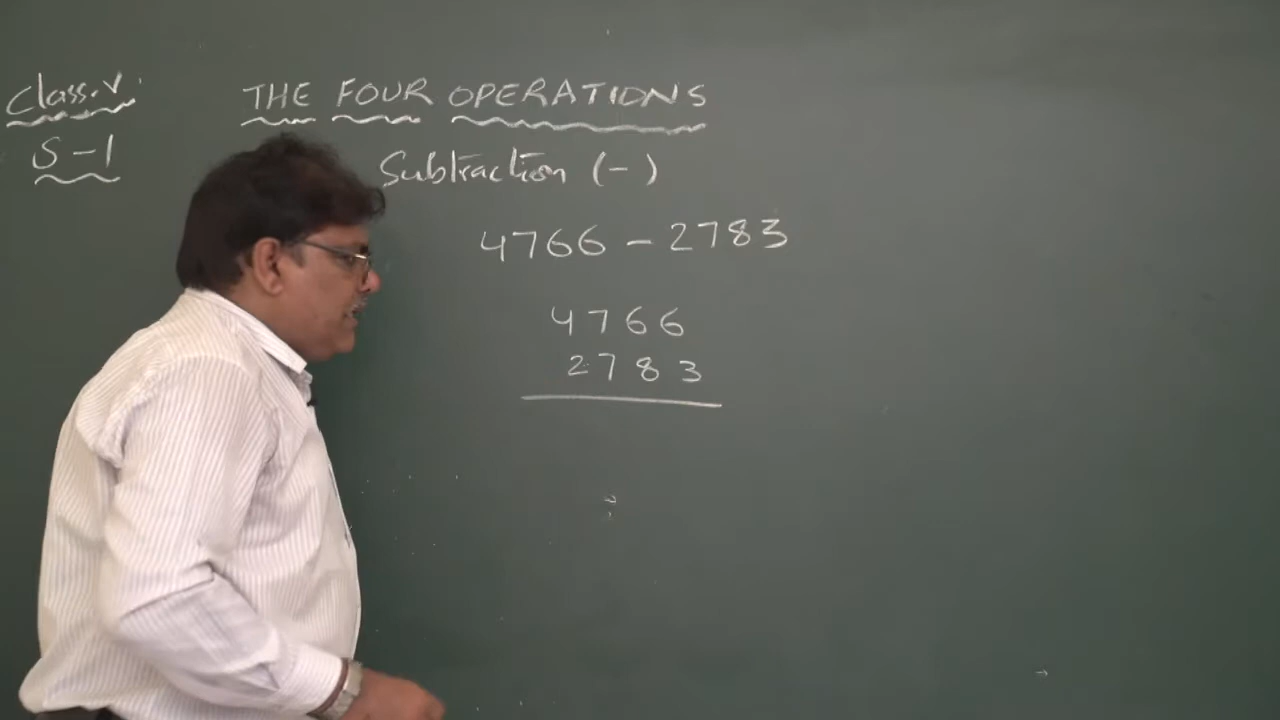 Class.V
THE FOUR OPERATIONS
S-1
Subtraction (-)
4766 - 2783
4766
2783